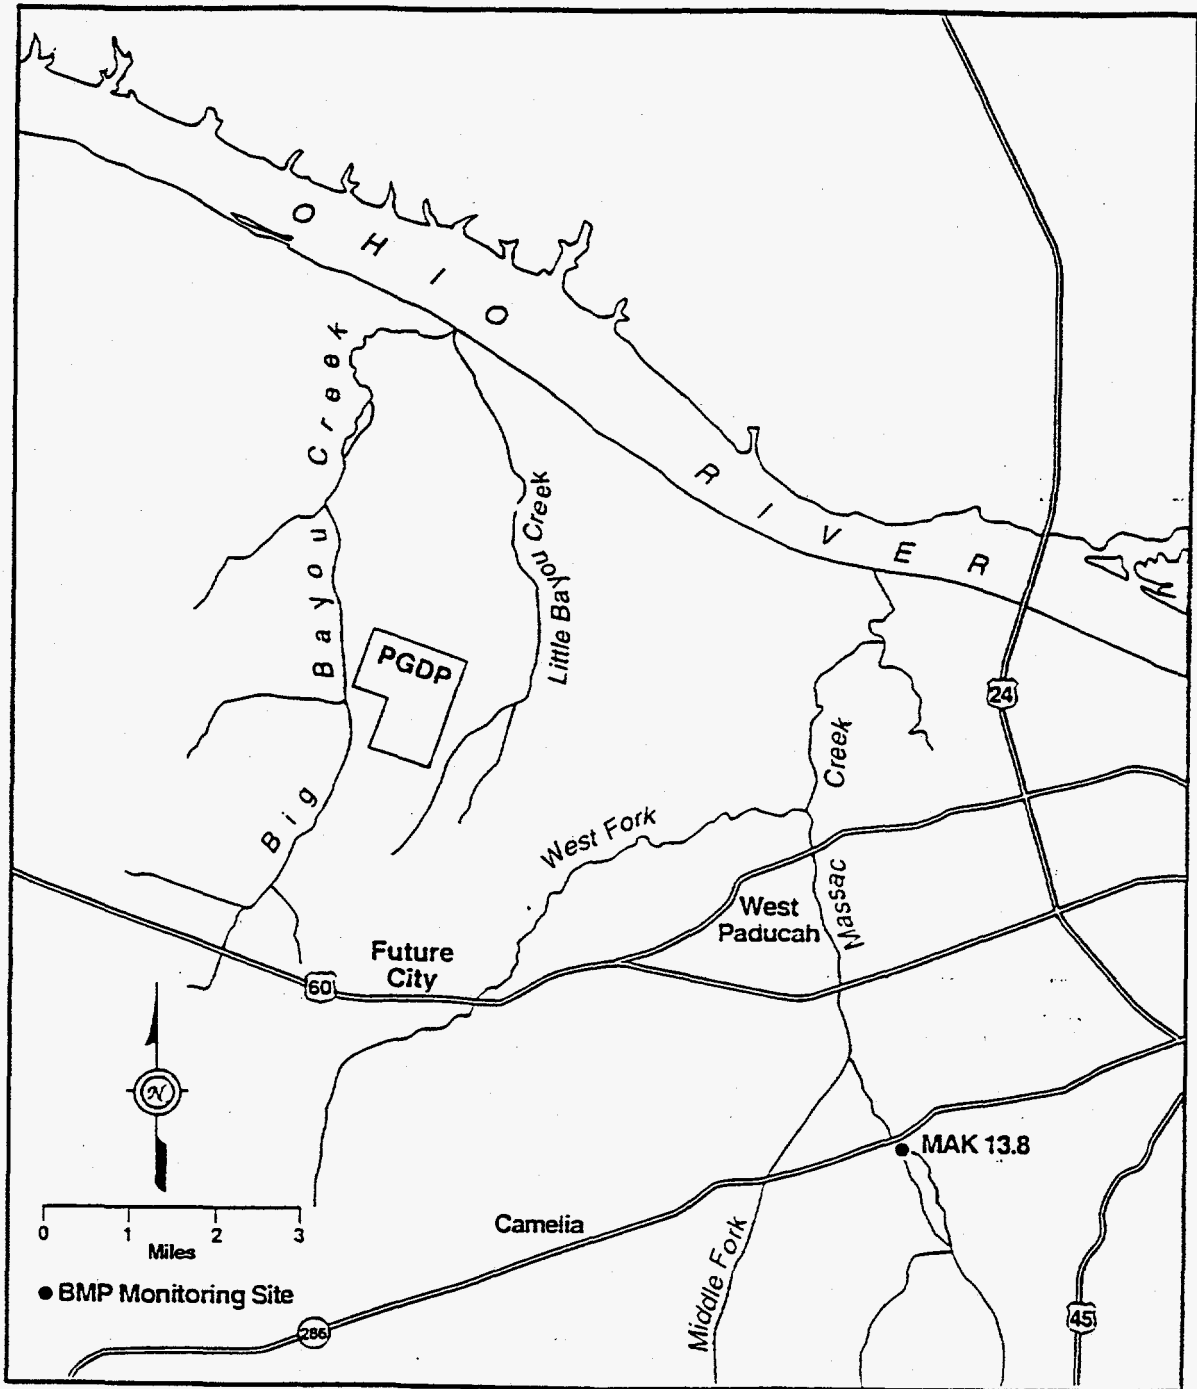 OHIO
RIVER
Big Bayou Creek
Little Bayou Creek
PGDP
24
Massac Creek
West Fork
West
Paducah
Future
City
60
N
MAK 13.8
0 1 2 3
Miles
Camelia
Middle Fork
BMP Monitoring Site
286
45